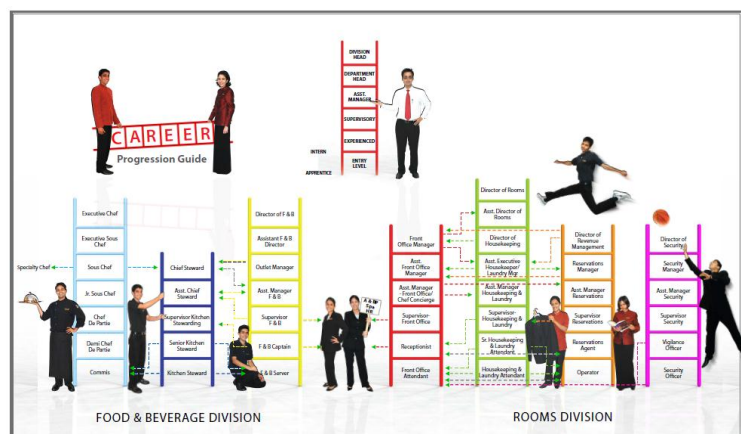 CAREER
Progression Guide
DIVISION
HEAD
DEPARTMENT
HEAD
ASST.
MANAGER
SUPERVISORY
EXPERIENCED
INTERN
ENTRY
LEVEL
APPRENTICE
Executive Chef
Executive Sous
Chef
Specialty Chef
Sous Chef
Jr. Sous Chef
Chef
De Partie
Demi Chef
De Partie
Commis
Chief Steward
Asst. Chief
Steward
Supervisor Kitchen
Stewarding
Senior Kitchen
Steward
Kitchen Steward
Director of F & B
Assistant F & B
Director
Outlet Manager
Asst. Manager
F & B
Supervisor
F & B
F & B Captain
F & B Server
A & G
Spa
HR
Front
Office Manager
Asst.
Front Office
Manager
Asst. Manager
Front Office/
Chef Concierge
Supervisor-
Front Office
Receptionist
Front Office
Attendant
Director of Rooms
Asst. Director of
Rooms
Director of
Housekeeping
Asst. Executive
Housekeeper/
Laundry Mgr
Asst. Manager
Housekeeping &
Laundry
Supervisor-
Housekeeping &
Laundry
Sr. Housekeeping
& Laundry
Attendant
Housekeeping &
Laundry Attendant
Director of
Revenue
Management
Reservations
Manager
Asst. Manager
Reservations
Supervisor
Reservations
Reservations
Agent
Operator
Director of
Security
Security
Manager
Asst. Manager
Security
Supervisor
Security
Vigilance
Officer
Security
Officer
FOOD & BEVERAGE DIVISION
ROOMS DIVISION